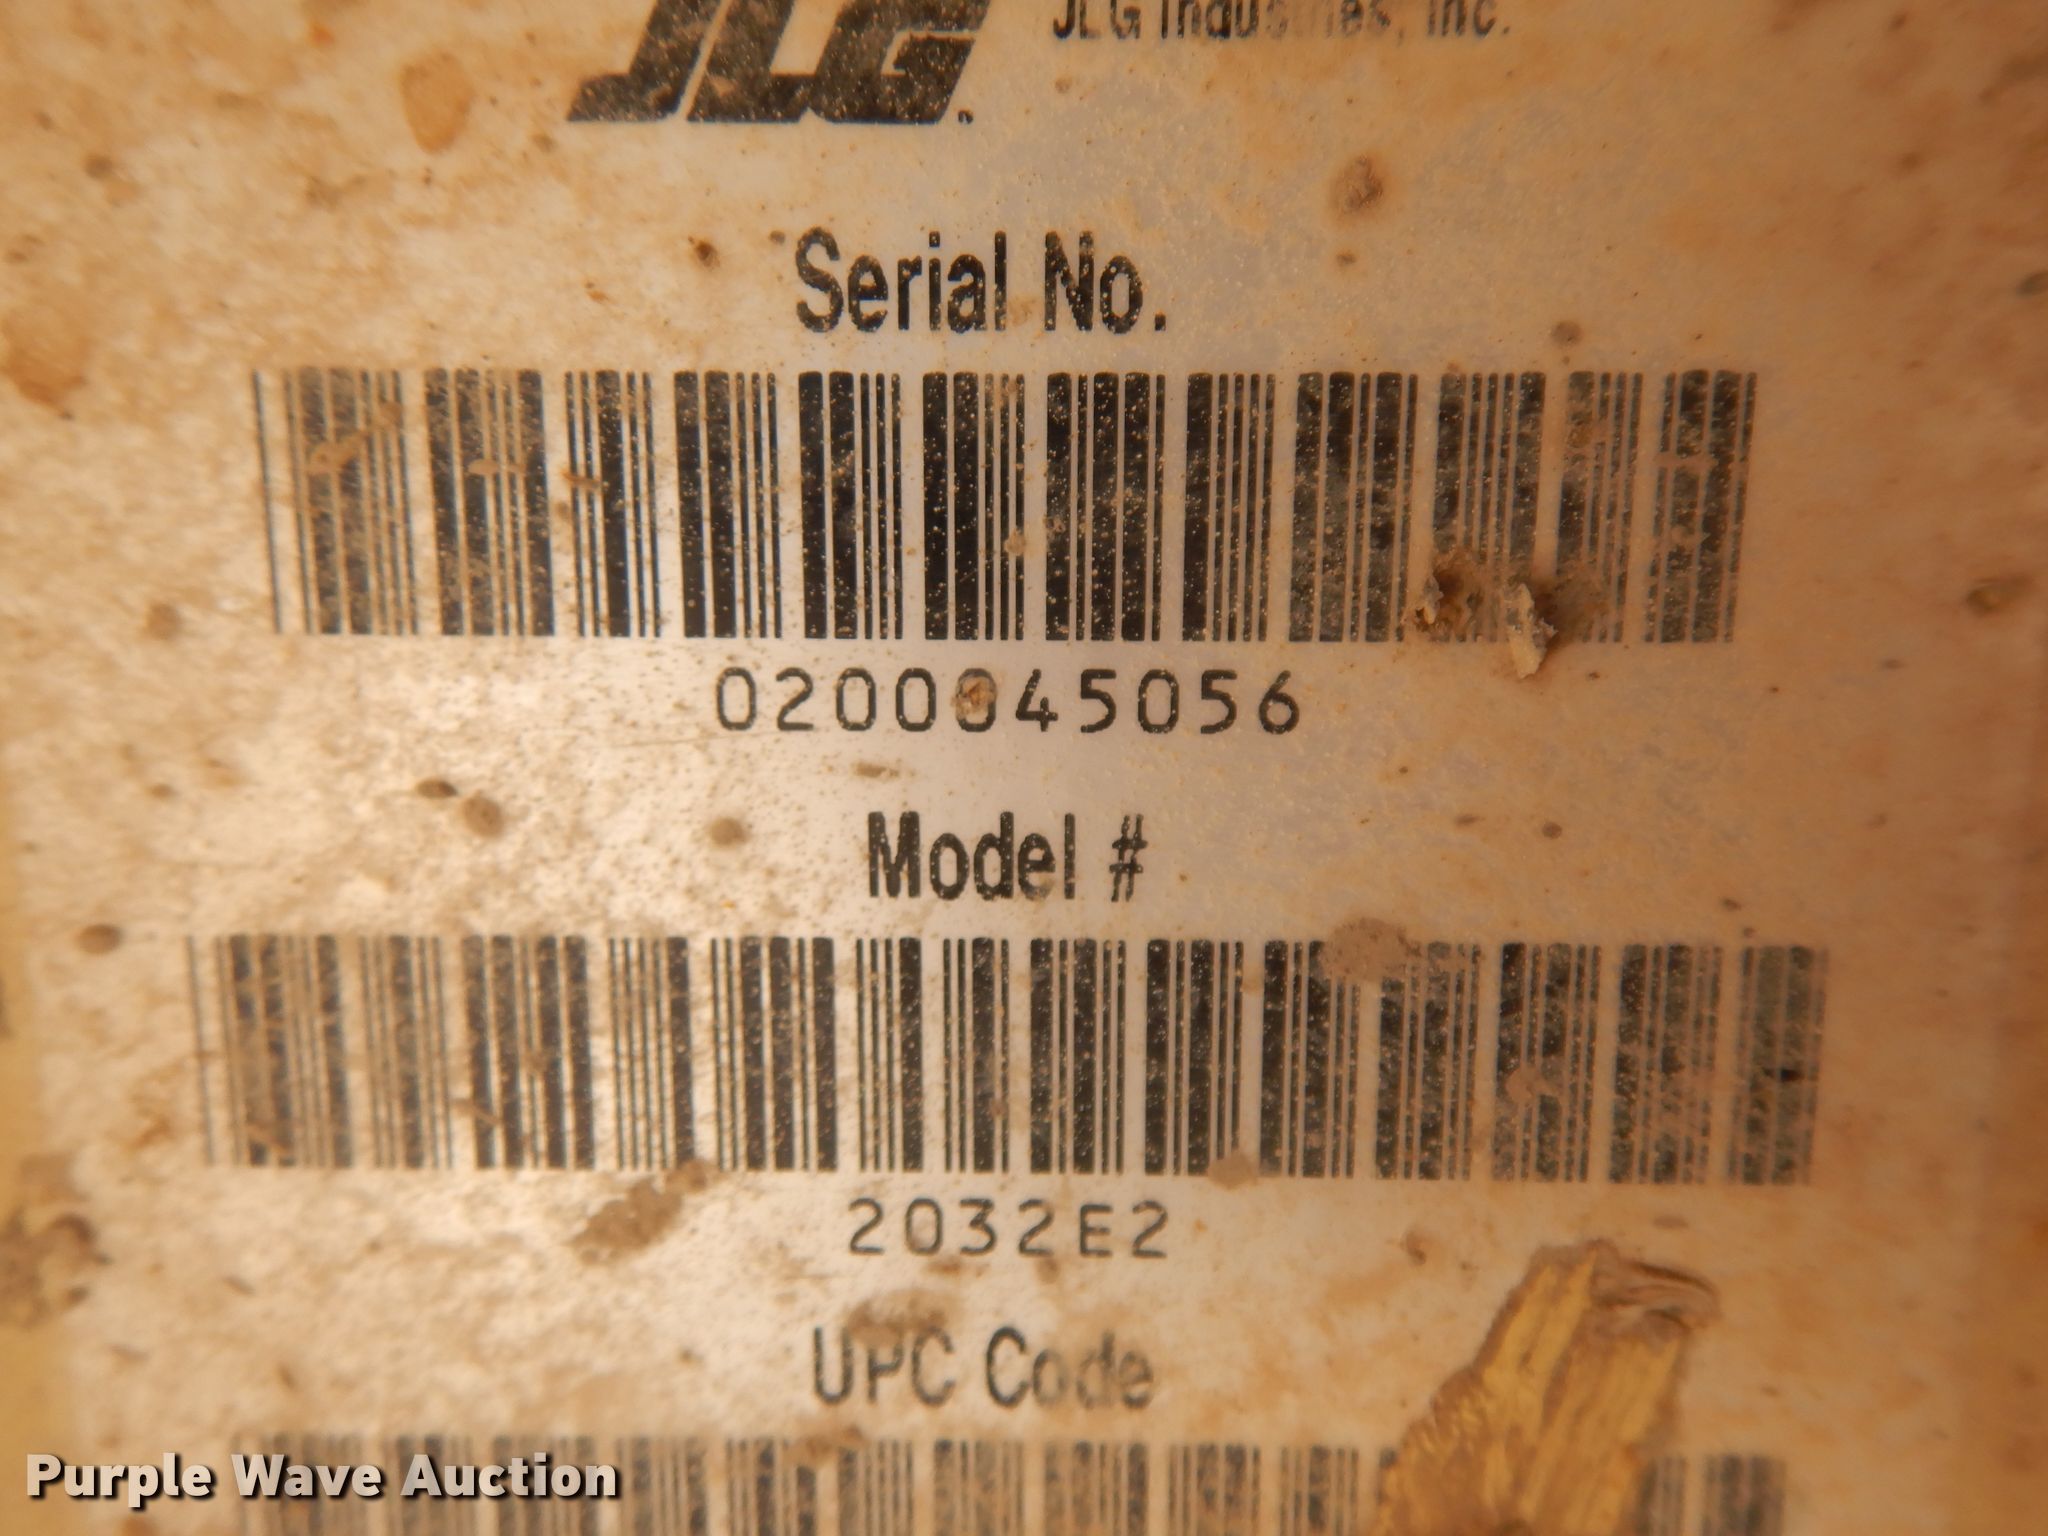 JLG
JLG Industries, Inc.
Serial No.
0200045056
Model #
2032E2
UPC Code
Purple Wave Auction